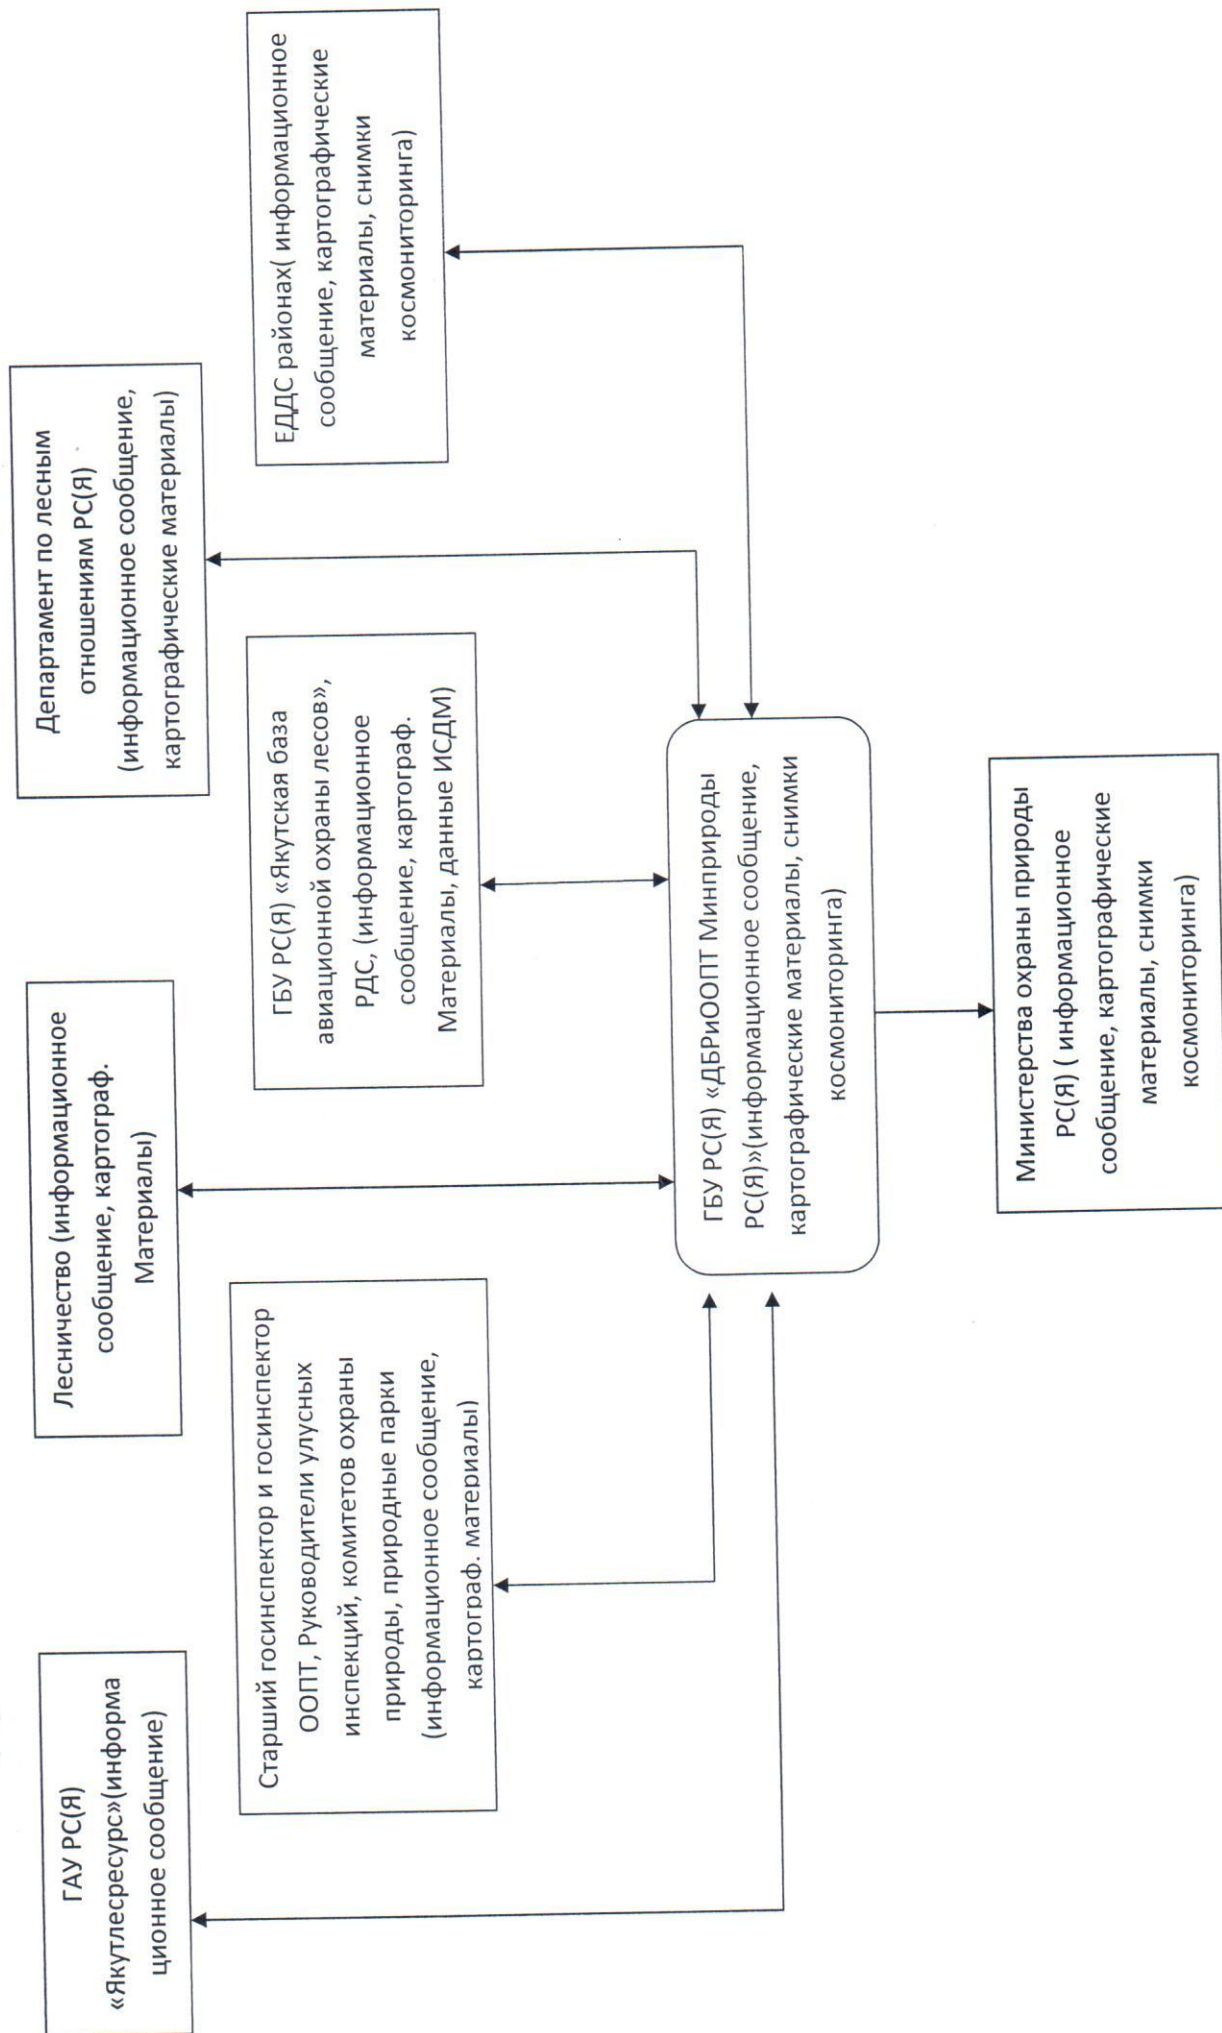 ГАУ РС(Я)
«Якутлесресурс»(информа
ционное сообщение)
Лесничество (информационное
сообщение, картограф.
Материалы)
Департамент по лесным
отношениям РС(Я)
(информационное сообщение,
картографические материалы)
Старший госинспектор и госинспектор
ООПТ, Руководители улусных
инспекций, комитетов охраны
природы, природные парки
(информационное сообщение,
картограф. материалы)
ГБУ РС(Я) «Якутская база
авиационной охраны лесов»,
РДС, (информационное
сообщение, картограф.
Материалы, данные ИСДМ)
ЕДДС районах( информационное
сообщение, картографические
материалы, снимки
космониторинга)
ГБУ РС(Я) «ДБРиООПТ Минприроды
РС(Я)»(информационное сообщение,
картографические материалы, снимки
космониторинга)
Министерства охраны природы
РС(Я) ( информационное
сообщение, картографические
материалы, снимки
космониторинга)